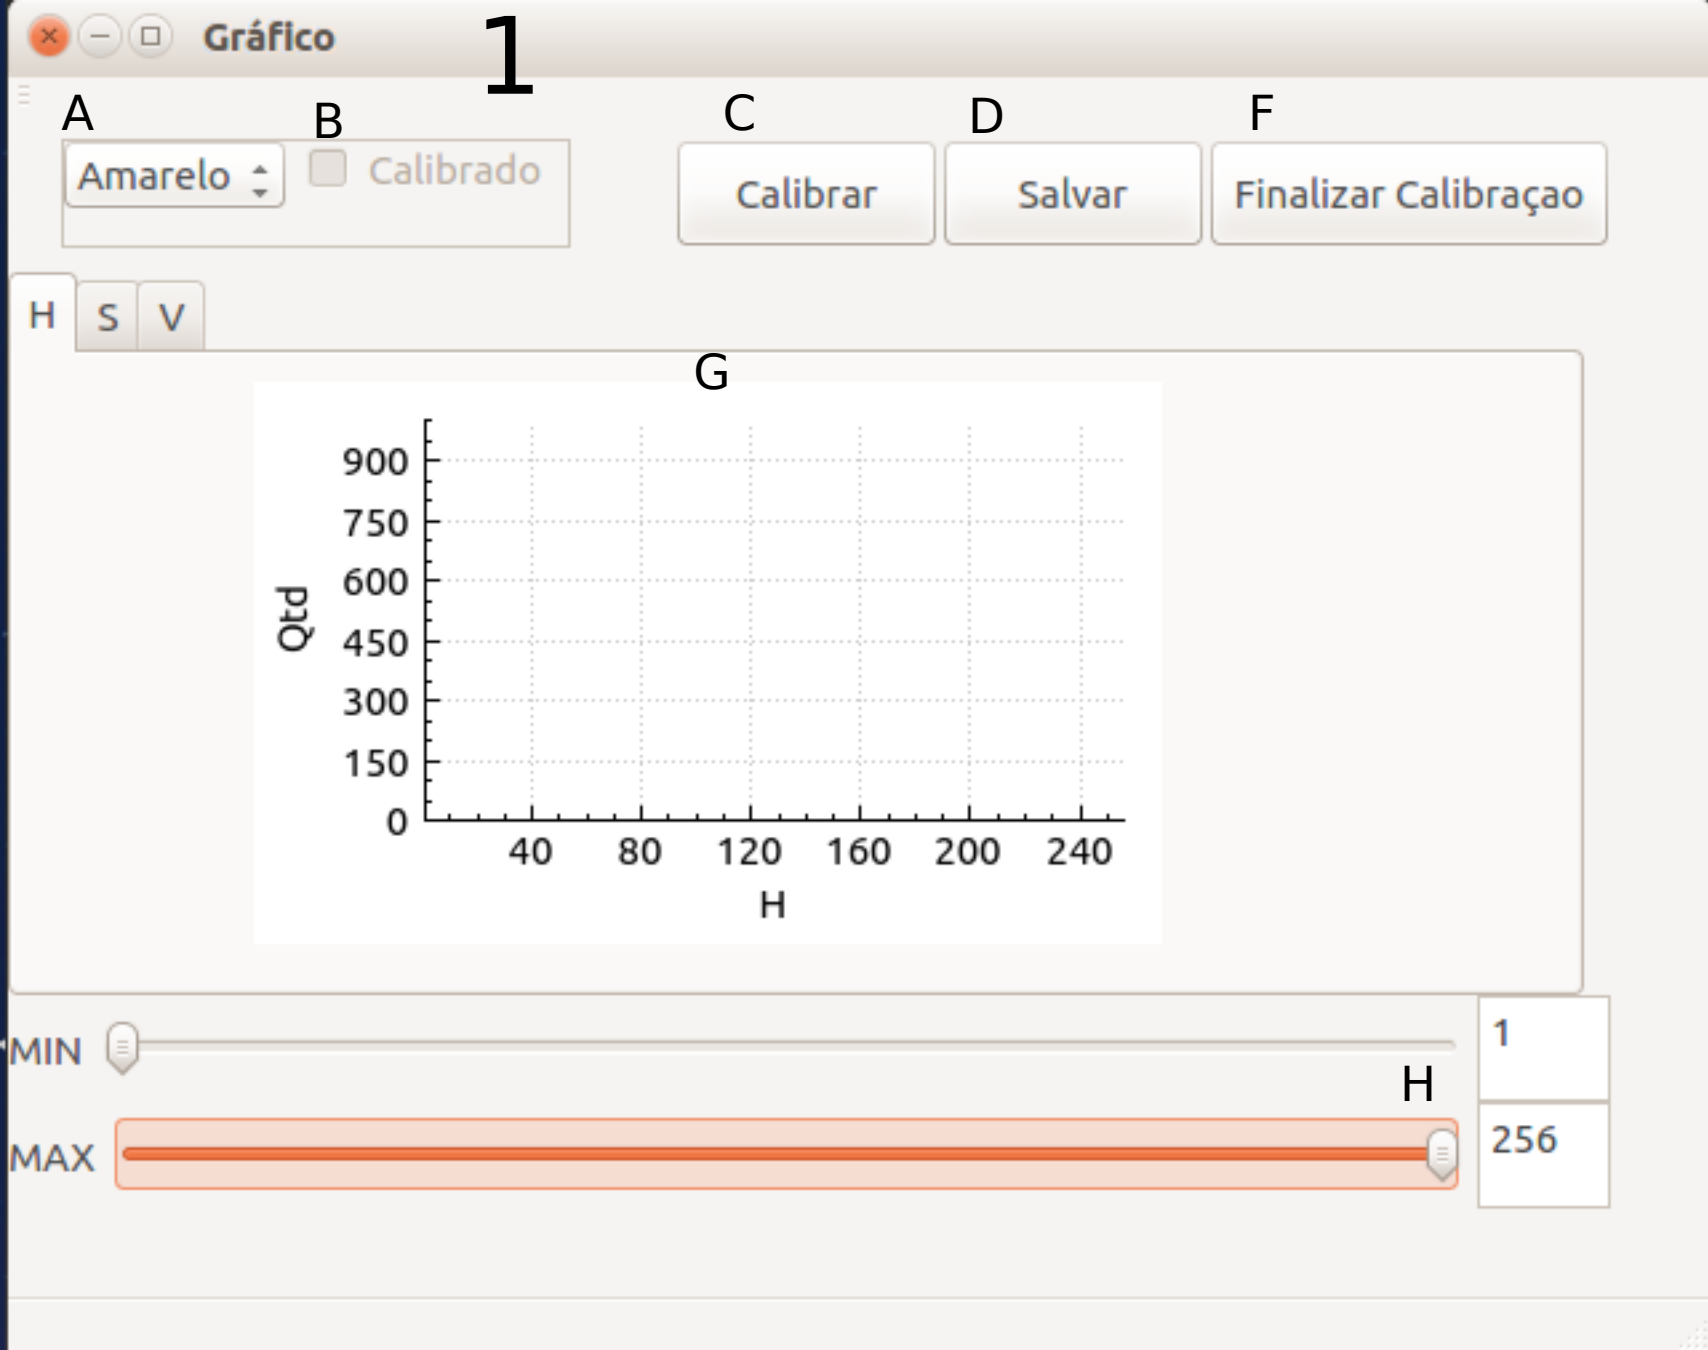 Gráfico 1
A B C D F
Amarelo Calibrado Calibrar Salvar Finalizar Calibraçao
H S V
G
900
750
600
450
300
150
0
Qtd
40 80 120 160 200 240
H
MIN 1
H
MAX 256